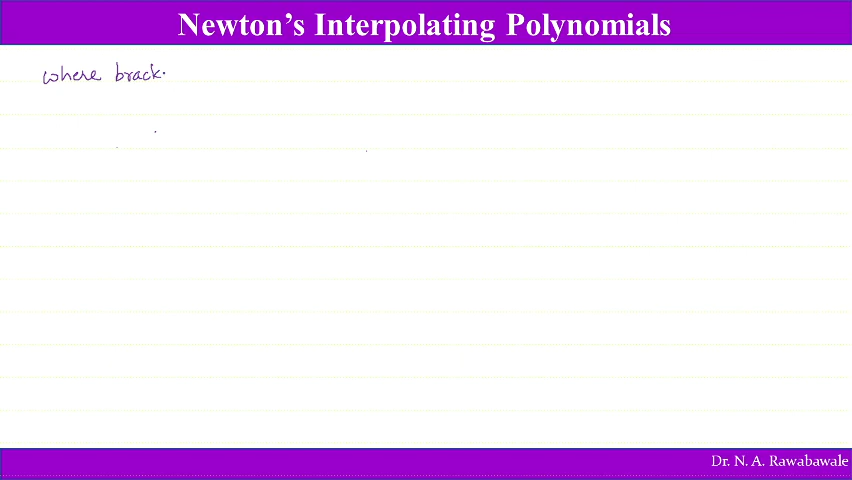 Newton's Interpolating Polynomials
where brack.
Dr. N. A. Rawabawale